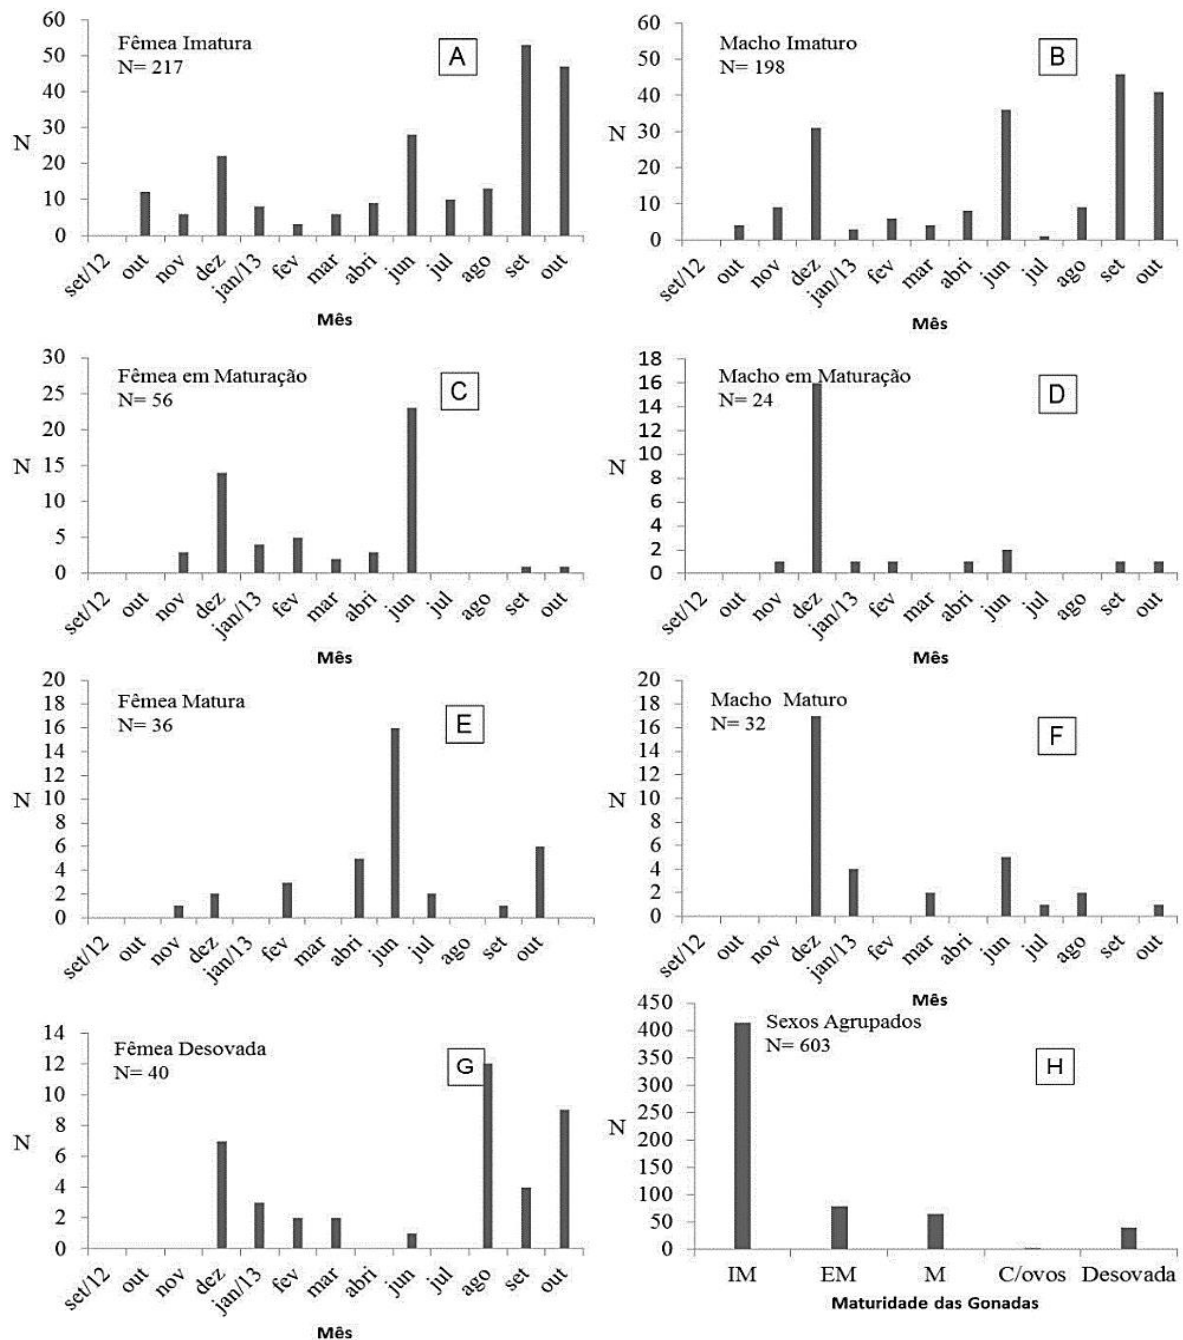 Fêmea Imatura
N= 217
A
60
50
40
30
20
10
0
N
set/12 out nov dez jan/13 fev mar abri jun jul ago set out
Mês
Macho Imaturo
N= 198
B
60
50
40
30
20
10
0
N
set/12 out nov dez jan/13 fev mar abri jun jul ago set out
Mês
Fêmea em Maturação
N= 56
C
30
25
20
15
10
5
0
N
set/12 out nov dez jan/13 fev mar abri jun jul ago set out
Mês
Macho em Maturação
N= 24
D
18
16
14
12
10
8
6
4
2
0
N
set/12 out nov dez jan/13 fev mar abri jun jul ago set out
Mês
Fêmea Matura
N= 36
E
20
18
16
14
12
10
8
6
4
2
0
N
set/12 out nov dez jan/13 fev mar abri jun jul ago set out
Macho Maturo
N= 32
F
20
18
16
14
12
10
8
6
4
2
0
N
set/12 out nov dez jan/13 fev mar abri jun jul ago set out
Mês
Fêmea Desovada
N= 40
G
14
12
10
8
6
4
2
0
N
set/12 out nov dez jan/13 fev mar abri jun jul ago set out
Mês
Sexos Agrupados
N= 603
H
450
400
350
300
250
200
150
100
50
0
N
IM EM M C/ovos Desovada
Maturidade das Gonadas